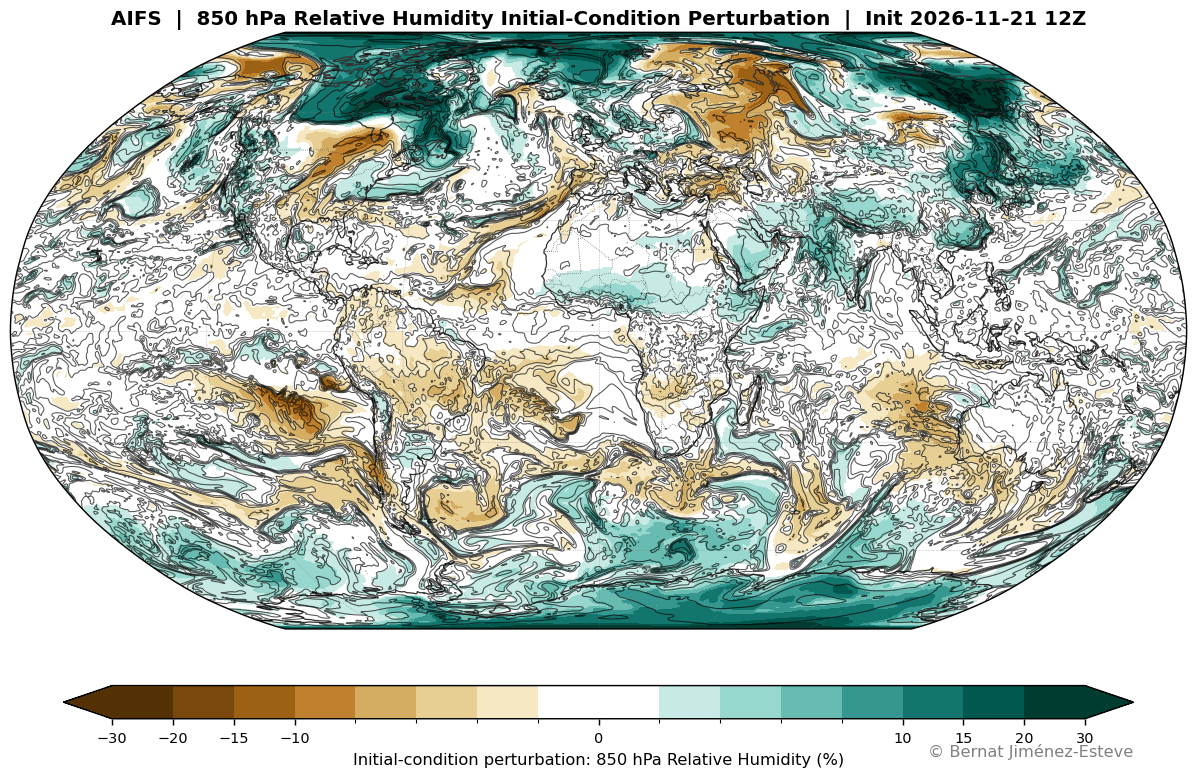 AIFS | 850 hPa Relative Humidity Initial-Condition Perturbation | Init 2026-11-21 12Z
−30 −20 −15 −10 0 10 15 20 30
Initial-condition perturbation: 850 hPa Relative Humidity (%)
© Bernat Jiménez-Esteve